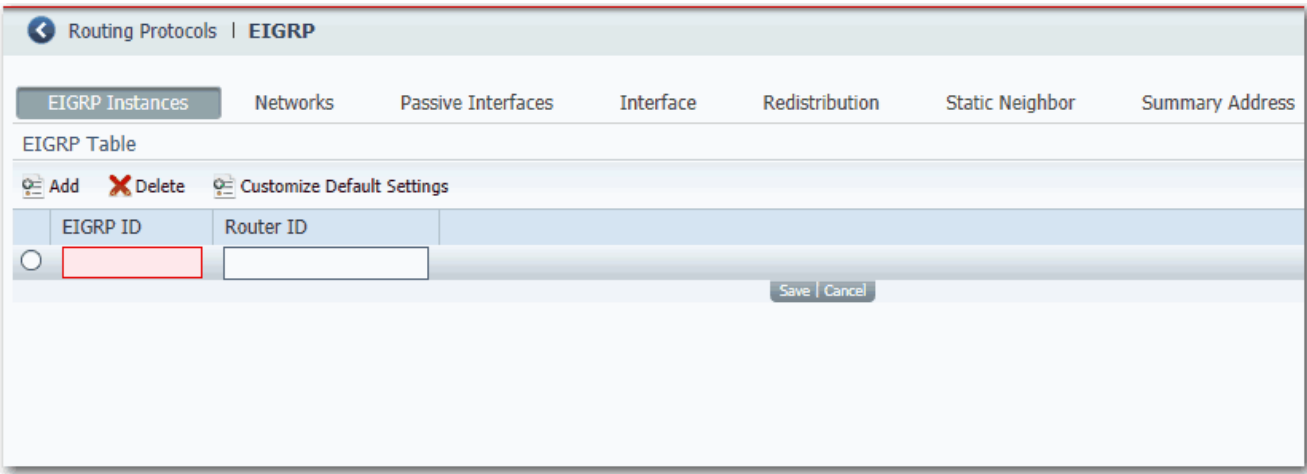 Routing Protocols | EIGRP
EIGRP Instances Networks Passive Interfaces Interface Redistribution Static Neighbor Summary Address
EIGRP Table
Add Delete Customize Default Settings
EIGRP ID Router ID
Save | Cancel